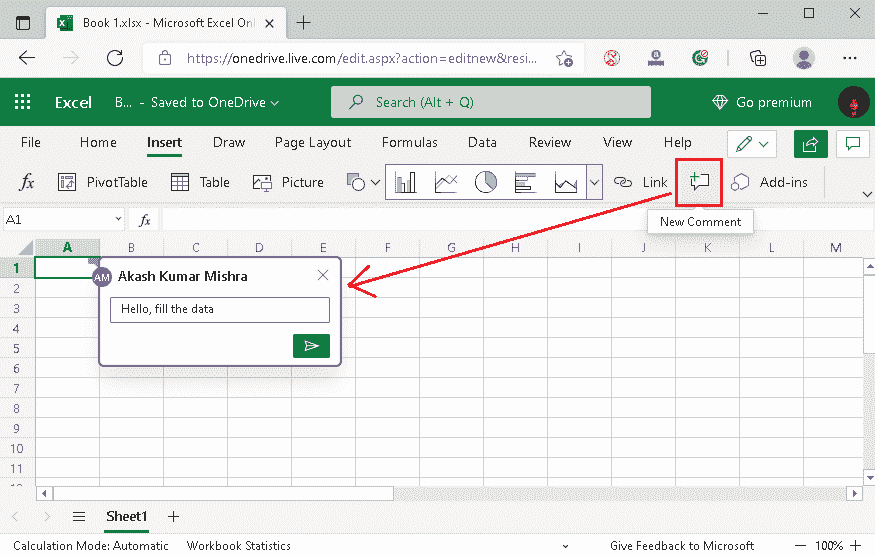 Book 1.xlsx - Microsoft Excel Onl
https://onedrive.live.com/edit.aspx?action=editnew&resi...
Excel B... - Saved to OneDrive Search (Alt + Q) Go premium
File Home Insert Draw Page Layout Formulas Data Review View Help
fx PivotTable Table Picture Link Add-ins
A1 fx New Comment
A B C D E F G H I J K L M
1
AM Akash Kumar Mishra
2
3 Hello, fill the data
4
5
6
7
8
9
10
11
Sheet1
Calculation Mode: Automatic Workbook Statistics Give Feedback to Microsoft 100%